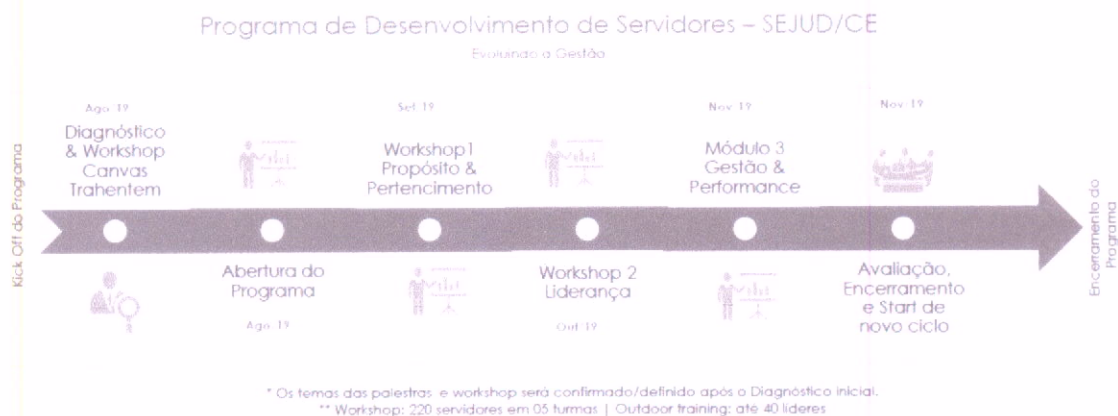 Programa de Desenvolvimento de Servidores – SEJUD/CE
Evoluindo a Gestão
Kick Off do Programa
Ago. 19
Diagnóstico
& Workshop
Canvas
Trahentem
Abertura do
Programa
Ago. 19
Set. 19
Workshop1
Propósito &
Pertencimento
Workshop 2
Liderança
Out. 19
Nov. 19
Módulo 3
Gestão &
Performance
Nov. 19
Avaliação,
Encerramento
e Start de
novo ciclo
Encerramento do
Programa
* Os temas das palestras e workshop será confirmado/definido após o Diagnóstico inicial.
** Workshop: 220 servidores em 05 turmas | Outdoor training: até 40 líderes